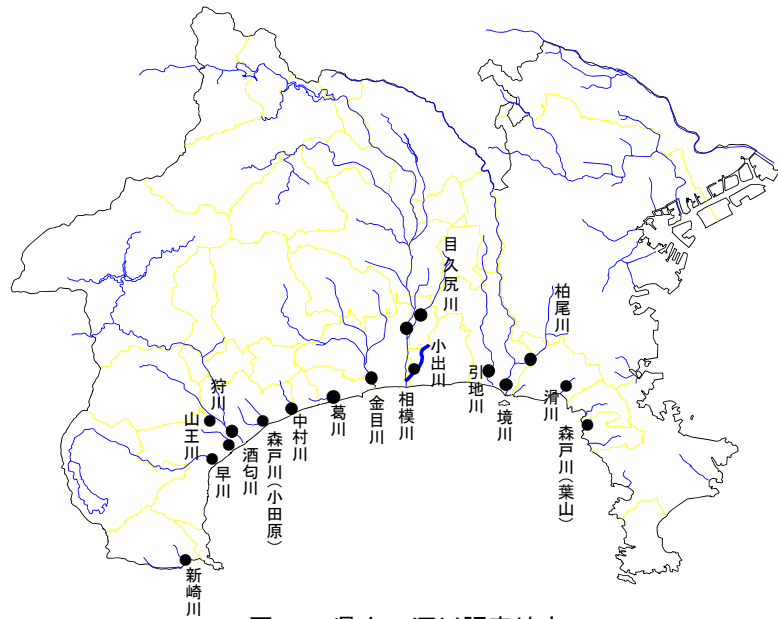 目久尻川
柏尾川
小出川
引地川
境川
滑川
森戸川(葉山)
相模川
金目川
葛川
中村川
森戸川(小田原)
酒匂川
狩川
山王川
早川
新崎川